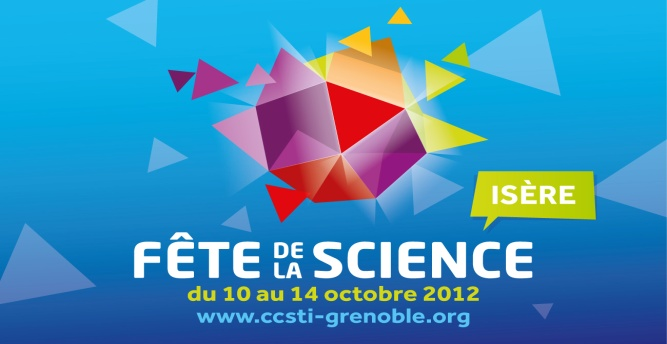 ISÈRE
FÊTE DE LA SCIENCE
du 10 au 14 octobre 2012
www.ccsti-grenoble.org